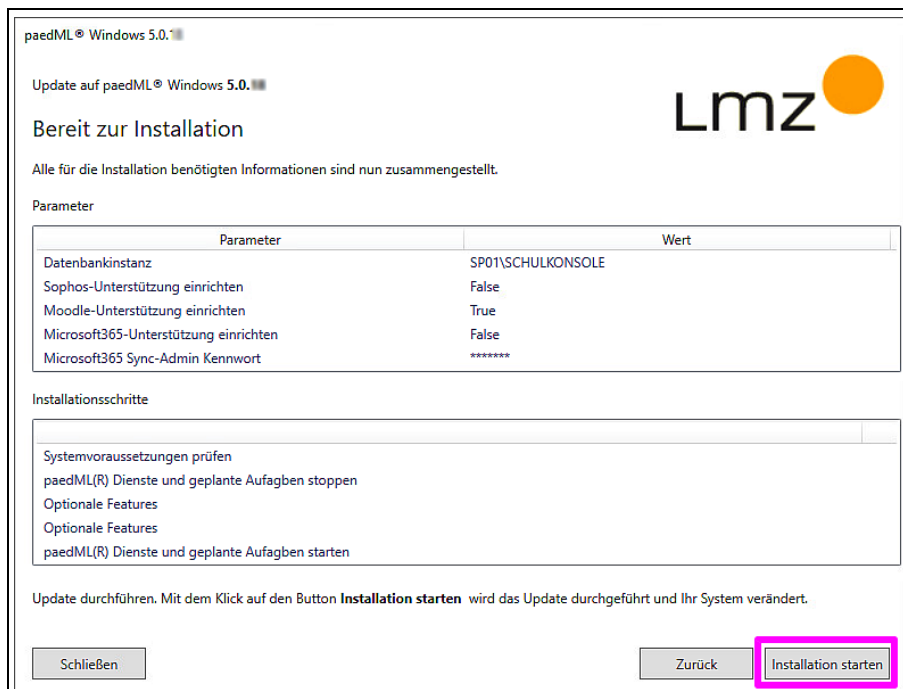 paedML® Windows 5.0.
Update auf paedML® Windows 5.0.
Lmz
Bereit zur Installation
Alle für die Installation benötigten Informationen sind nun zusammengestellt.
Parameter
Parameter Wert
Datenbankinstanz SP01\SCHULKONSOLE
Sophos-Unterstützung einrichten False
Moodle-Unterstützung einrichten True
Microsoft365-Unterstützung einrichten False
Microsoft365 Sync-Admin Kennwort *******
Installationsschritte
Systemvoraussetzungen prüfen
paedML(R) Dienste und geplante Aufagben stoppen
Optionale Features
Optionale Features
paedML(R) Dienste und geplante Aufagben starten
Update durchführen. Mit dem Klick auf den Button Installation starten wird das Update durchgeführt und Ihr System verändert.
Schließen Zurück Installation starten